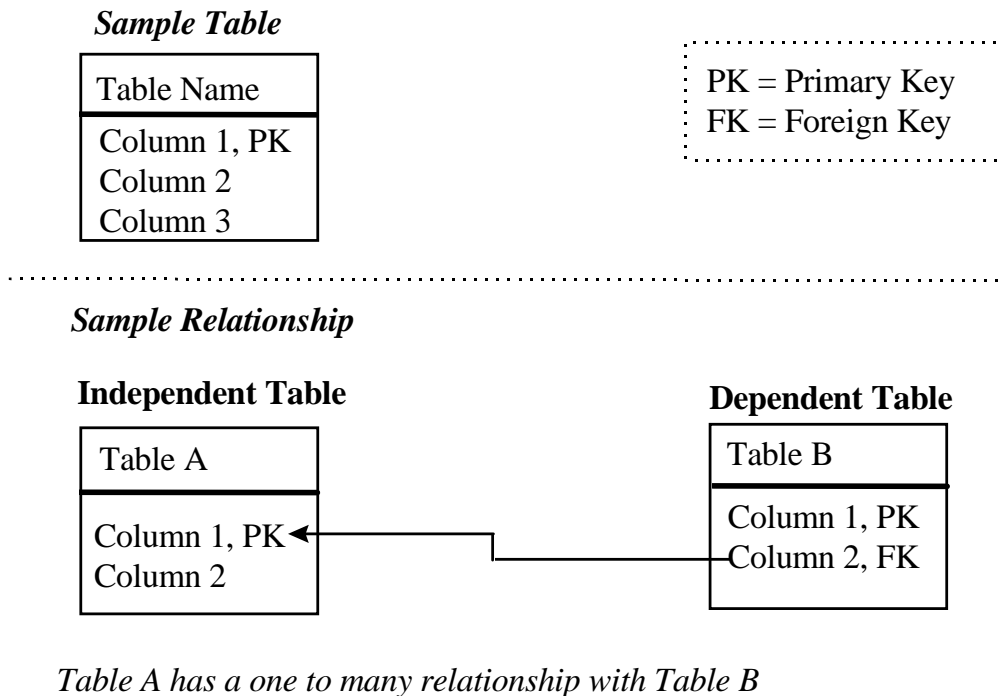 Sample Table
Table Name
Column 1, PK
Column 2
Column 3
PK = Primary Key
FK = Foreign Key
Sample Relationship
Independent Table
Table A
Column 1, PK
Column 2
Dependent Table
Table B
Column 1, PK
Column 2, FK
Table A has a one to many relationship with Table B